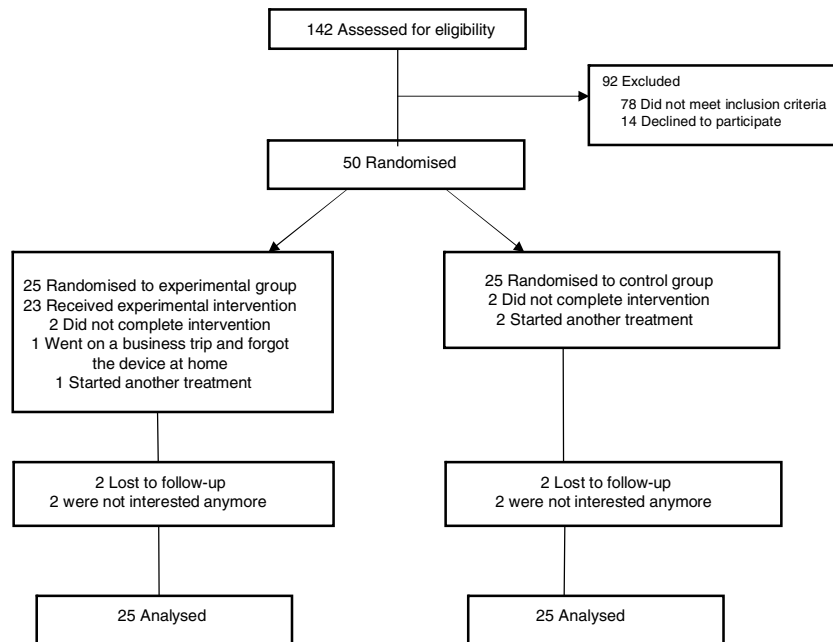 142 Assessed for eligibility
92 Excluded
78 Did not meet inclusion criteria
14 Declined to participate
50 Randomised
25 Randomised to experimental group
23 Received experimental intervention
2 Did not complete intervention
1 Went on a business trip and forgot
the device at home
1 Started another treatment
25 Randomised to control group
2 Did not complete intervention
2 Started another treatment
2 Lost to follow-up
2 were not interested anymore
2 Lost to follow-up
2 were not interested anymore
25 Analysed
25 Analysed